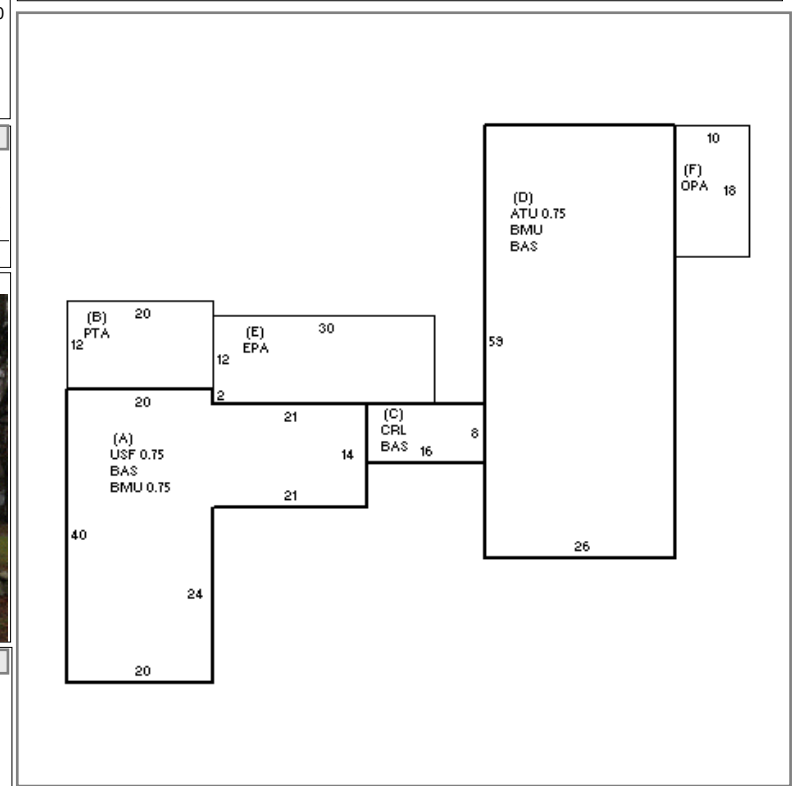 10
(F)
OPA 18
(D)
ATU 0.75
BMU
BAS
59
(B) 20
PTA
12
(E) 30
EPA
12
2
20
21
(C)
CRL
BAS 16
8
(A)
USF 0.75
BAS
BMU 0.75
14
21
40
24
26
20